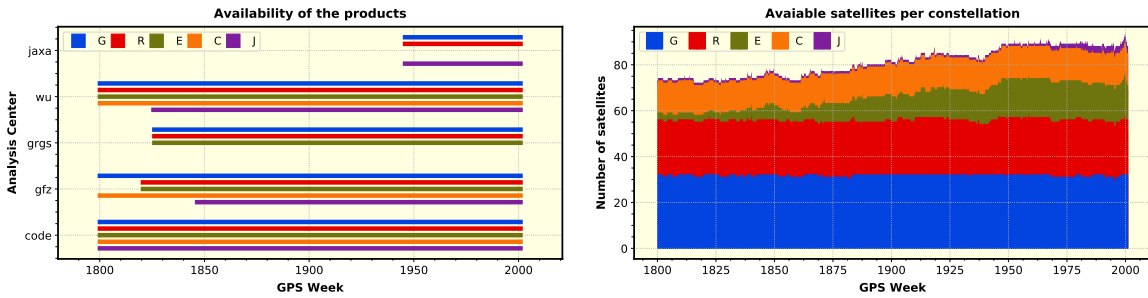 Availability of the products
G R E C J
jaxa
wu
grgs
gfz
code
Analysis Center
1800 1850 1900 1950 2000
GPS Week
Avaiable satellites per constellation
G R E C J
80
60
40
20
0
Number of satellites
1800 1825 1850 1875 1900 1925 1950 1975 2000
GPS Week